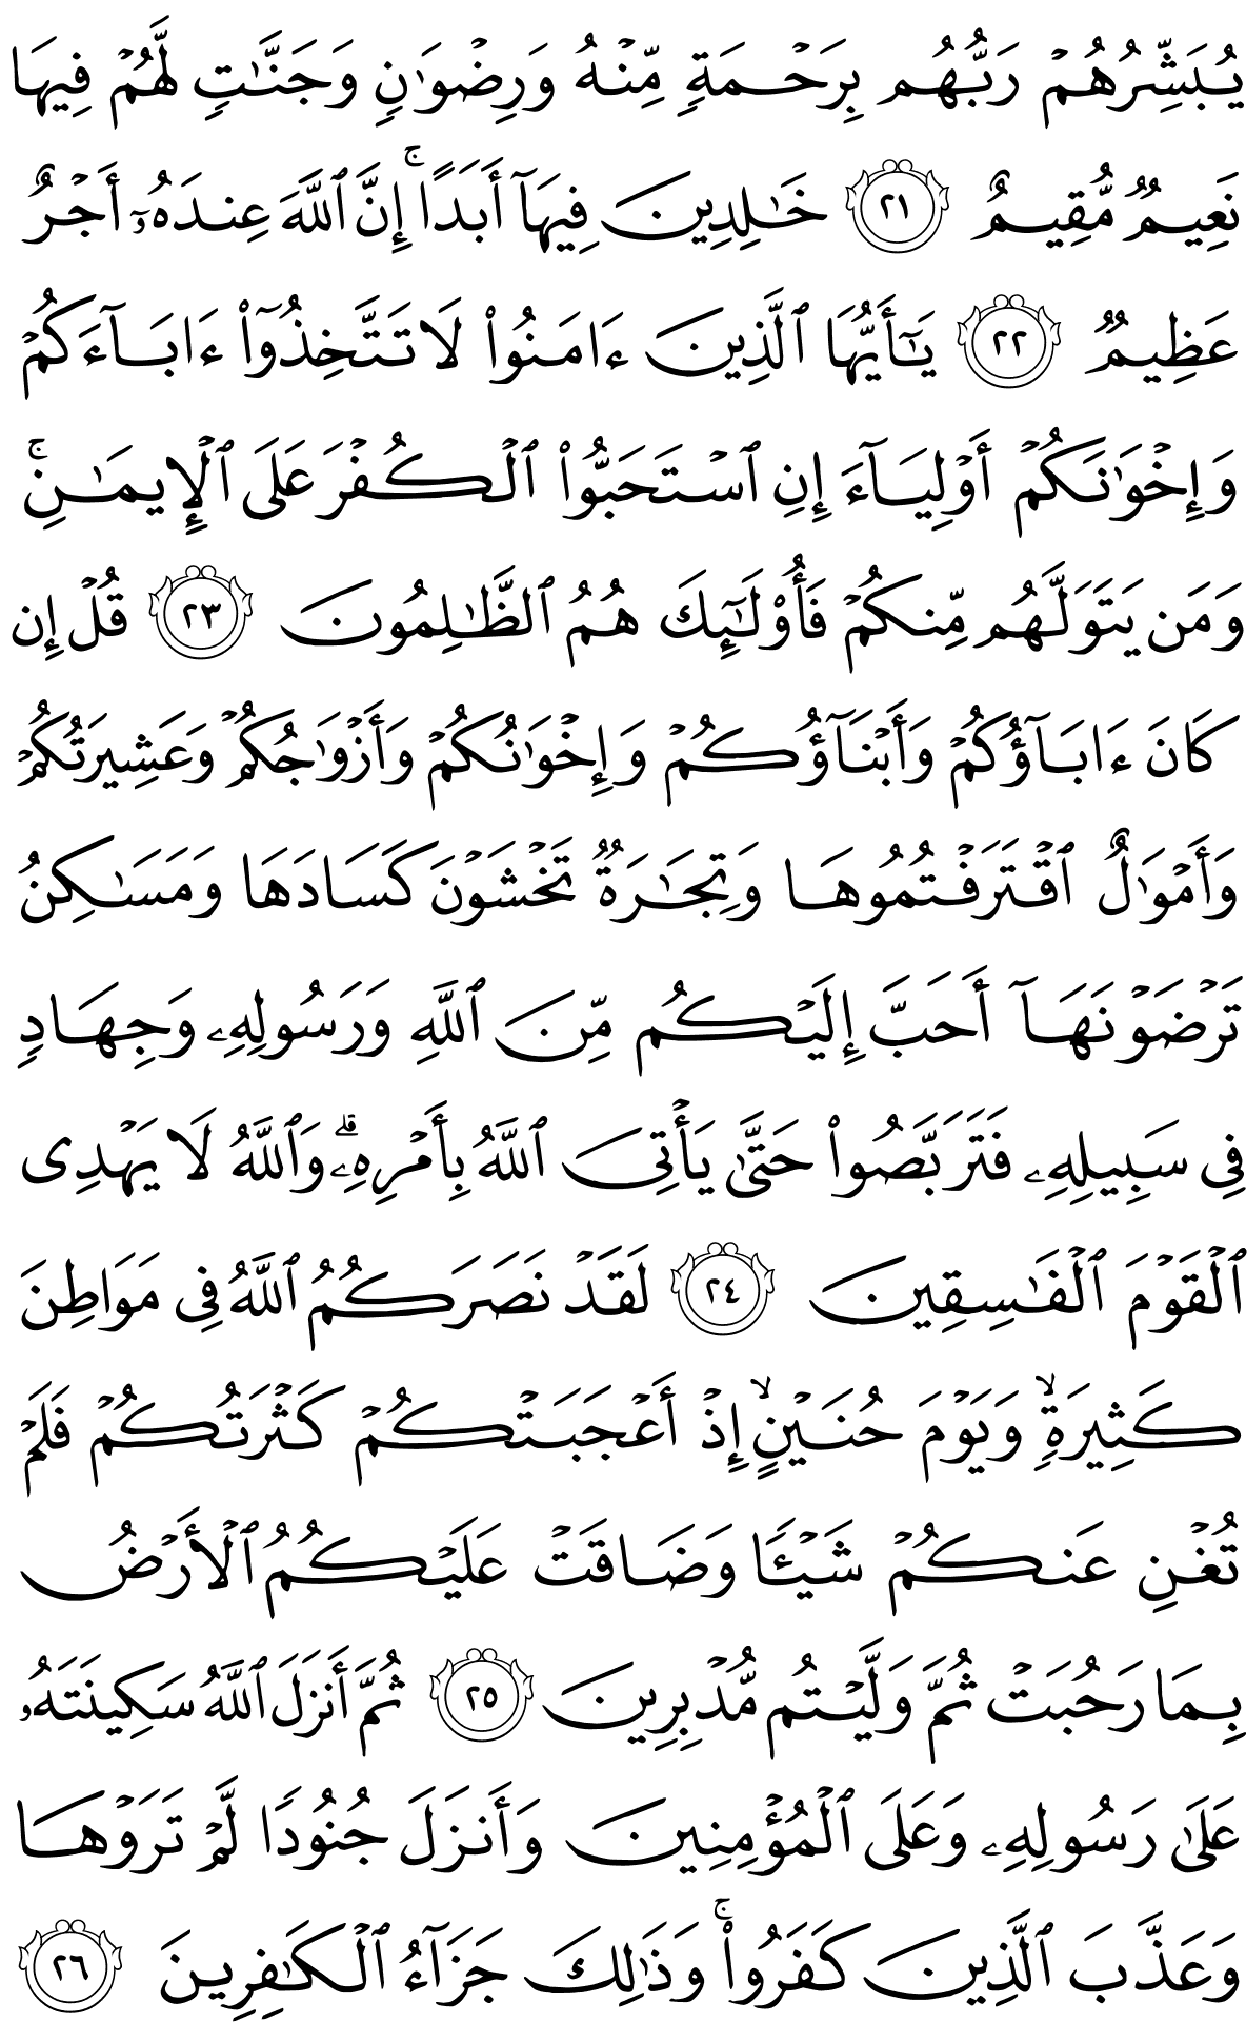 يُبَشِّرُهُمۡ رَبُّهُم بِرَحۡمَةٖ مِّنۡهُ وَرِضۡوَٰنٖ وَجَنَّٰتٖ لَّهُمۡ فِيهَا
نَعِيمٞ مُّقِيمٌ ٢١ خَٰلِدِينَ فِيهَآ أَبَدًاۚ إِنَّ ٱللَّهَ عِندَهُۥٓ أَجۡرٌ
عَظِيمٞ ٢٢ يَٰٓأَيُّهَا ٱلَّذِينَ ءَامَنُواْ لَا تَتَّخِذُوٓاْ ءَابَآءَكُمۡ
وَإِخۡوَٰنَكُمۡ أَوۡلِيَآءَ إِنِ ٱسۡتَحَبُّواْ ٱلۡكُفۡرَ عَلَى ٱلۡإِيمَٰنِۚ
وَمَن يَتَوَلَّهُم مِّنكُمۡ فَأُوْلَٰٓئِكَ هُمُ ٱلظَّٰلِمُونَ ٢٣ قُلۡ إِن
كَانَ ءَابَآؤُكُمۡ وَأَبۡنَآؤُكُمۡ وَإِخۡوَٰنُكُمۡ وَأَزۡوَٰجُكُمۡ وَعَشِيرَتُكُمۡ
وَأَمۡوَٰلٌ ٱقۡتَرَفۡتُمُوهَا وَتِجَٰرَةٞ تَخۡشَوۡنَ كَسَادَهَا وَمَسَٰكِنُ
تَرۡضَوۡنَهَآ أَحَبَّ إِلَيۡكُم مِّنَ ٱللَّهِ وَرَسُولِهِۦ وَجِهَادٖ
فِي سَبِيلِهِۦ فَتَرَبَّصُواْ حَتَّىٰ يَأۡتِيَ ٱللَّهُ بِأَمۡرِهِۦۗ وَٱللَّهُ لَا يَهۡدِي
ٱلۡقَوۡمَ ٱلۡفَٰسِقِينَ ٢٤ لَقَدۡ نَصَرَكُمُ ٱللَّهُ فِي مَوَاطِنَ
كَثِيرَةٖۙ وَيَوۡمَ حُنَيۡنٍۙ إِذۡ أَعۡجَبَتۡكُمۡ كَثۡرَتُكُمۡ فَلَمۡ
تُغۡنِ عَنكُمۡ شَيۡـٔٗا وَضَاقَتۡ عَلَيۡكُمُ ٱلۡأَرۡضُ
بِمَا رَحُبَتۡ ثُمَّ وَلَّيۡتُم مُّدۡبِرِينَ ٢٥ ثُمَّ أَنزَلَ ٱللَّهُ سَكِينَتَهُۥ
عَلَىٰ رَسُولِهِۦ وَعَلَى ٱلۡمُؤۡمِنِينَ وَأَنزَلَ جُنُودٗا لَّمۡ تَرَوۡهَا
وَعَذَّبَ ٱلَّذِينَ كَفَرُواْۚ وَذَٰلِكَ جَزَآءُ ٱلۡكَٰفِرِينَ ٢٦